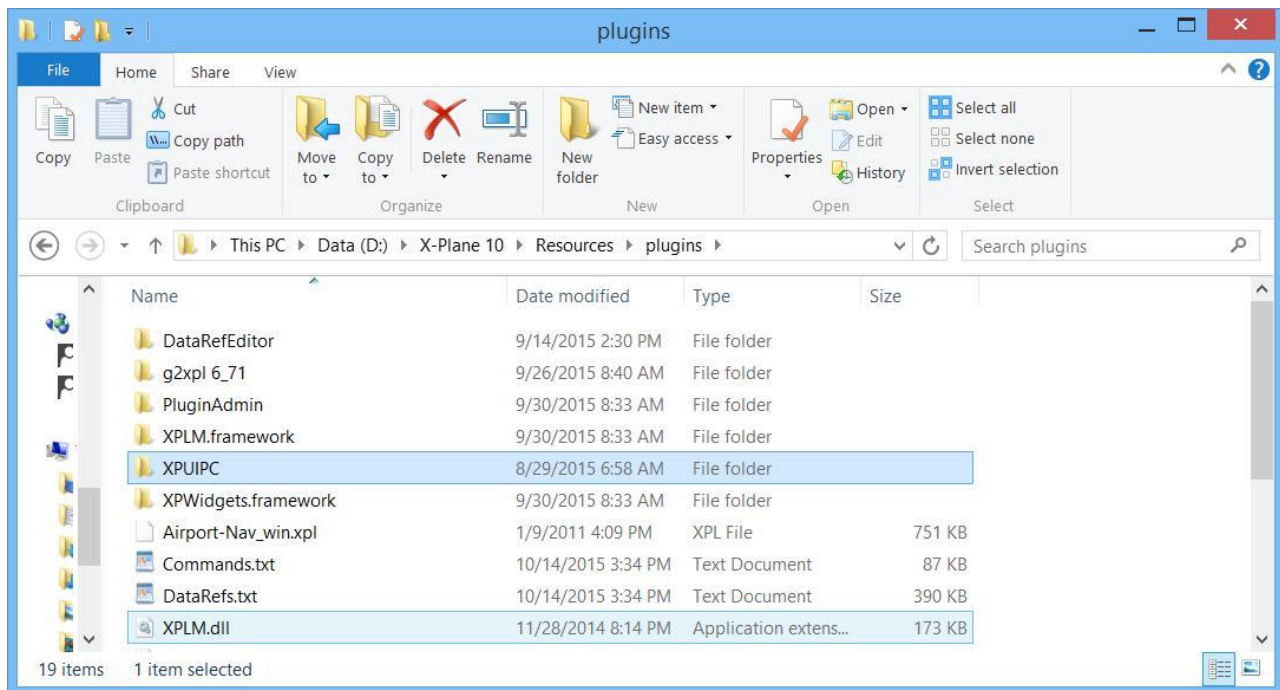 plugins
File Home Share View
Copy Paste Cut Copy path Paste shortcut Move to Copy to Delete Rename New folder New item Easy access Properties Open Edit History Select all Select none Invert selection
Clipboard Organize New Open Select
This PC Data (D:) X-Plane 10 Resources plugins Search plugins
Name Date modified Type Size
DataRefEditor 9/14/2015 2:30 PM File folder
g2xpl 6_71 9/26/2015 8:40 AM File folder
PluginAdmin 9/30/2015 8:33 AM File folder
XPLM.framework 9/30/2015 8:33 AM File folder
XPUIPC 8/29/2015 6:58 AM File folder
XPWidgets.framework 9/30/2015 8:33 AM File folder
Airport-Nav_win.xpl 1/9/2011 4:09 PM XPL File 751 KB
Commands.txt 10/14/2015 3:34 PM Text Document 87 KB
DataRefs.txt 10/14/2015 3:34 PM Text Document 390 KB
XPLM.dll 11/28/2014 8:14 PM Application extens... 173 KB
19 items 1 item selected